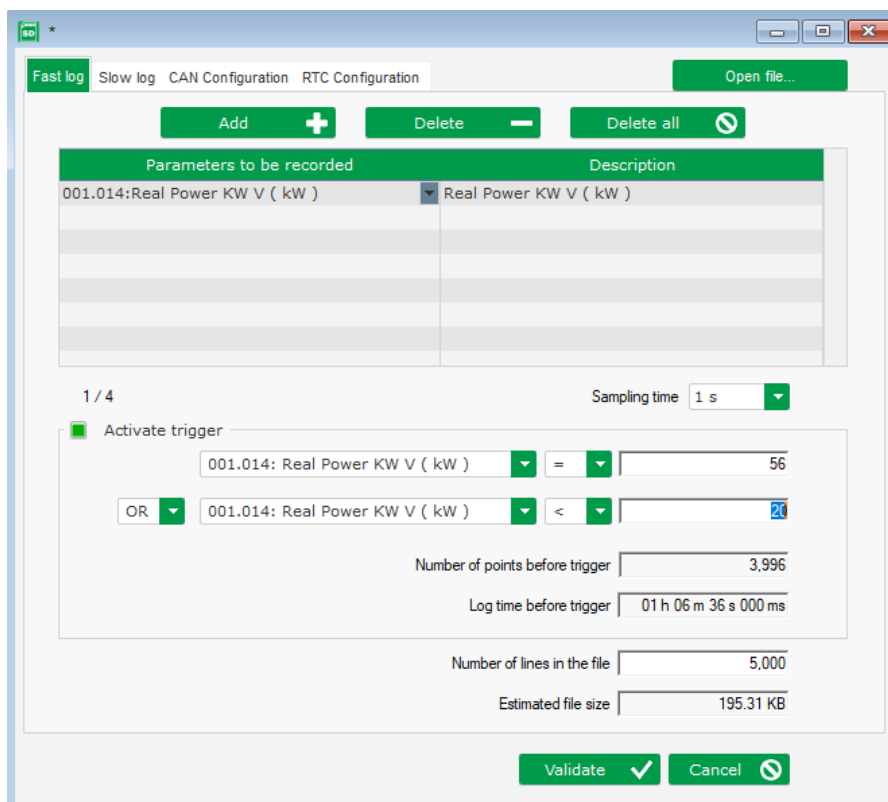 SD *
Fast log Slow log CAN Configuration RTC Configuration Open file...
Add Delete Delete all
Parameters to be recorded Description
001.014:Real Power KW V ( kW ) Real Power KW V ( kW )
1 / 4 Sampling time 1 s
Activate trigger
001.014: Real Power KW V ( kW ) = 56
OR 001.014: Real Power KW V ( kW ) < 20
Number of points before trigger 3,996
Log time before trigger 01 h 06 m 36 s 000 ms
Number of lines in the file 5,000
Estimated file size 195.31 KB
Validate Cancel